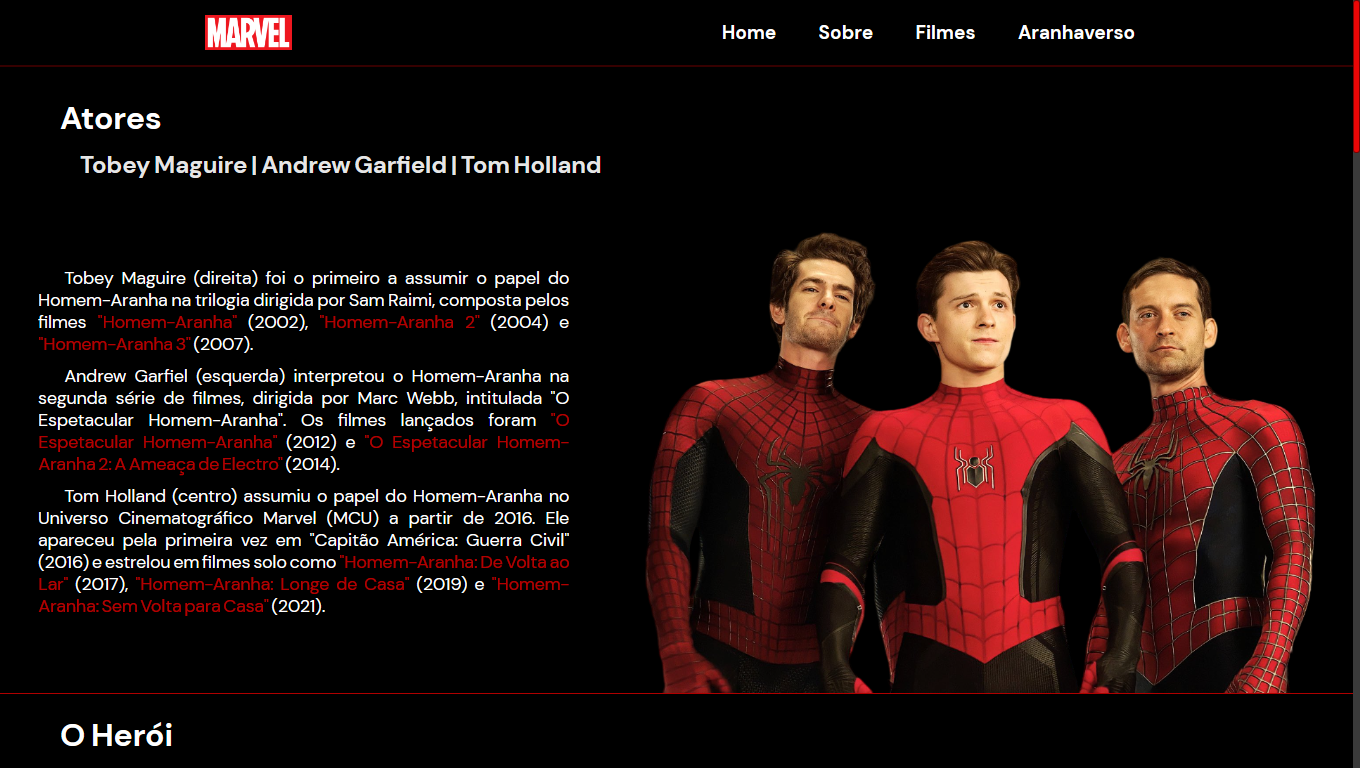 MARVEL
Home Sobre Filmes Aranhaverso
Atores
Tobey Maguire | Andrew Garfield | Tom Holland
Tobey Maguire (direita) foi o primeiro a assumir o papel do
Homem-Aranha na trilogia dirigida por Sam Raimi, composta pelos
filmes "Homem-Aranha" (2002), "Homem-Aranha 2" (2004) e
"Homem-Aranha 3" (2007).
Andrew Garfiel (esquerda) interpretou o Homem-Aranha na
segunda série de filmes, dirigida por Marc Webb, intitulada "O
Espetacular Homem-Aranha". Os filmes lançados foram "O
Espetacular Homem-Aranha" (2012) e "O Espetacular Homem-
Aranha 2: A Ameaça de Electro" (2014).
Tom Holland (centro) assumiu o papel do Homem-Aranha no
Universo Cinematográfico Marvel (MCU) a partir de 2016. Ele
apareceu pela primeira vez em "Capitão América: Guerra Civil"
(2016) e estrelou em filmes solo como "Homem-Aranha: De Volta ao
Lar" (2017), "Homem-Aranha: Longe de Casa" (2019) e "Homem-
Aranha: Sem Volta para Casa" (2021).
O Herói